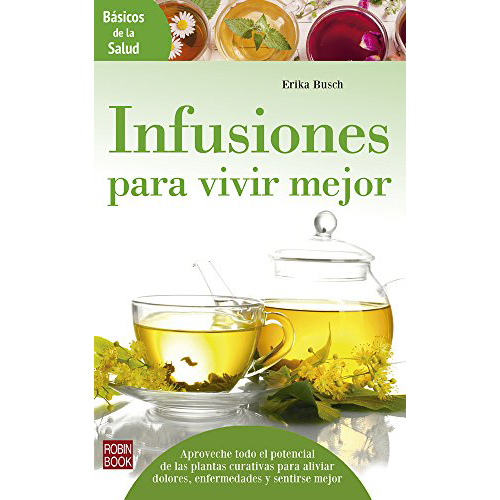 Básicos
de la
Salud
Erika Busch
Infusiones
para vivir mejor
ROBIN
BOOK
Aproveche todo el potencial
de las plantas curativas para aliviar
dolores, enfermedades y sentirse mejor